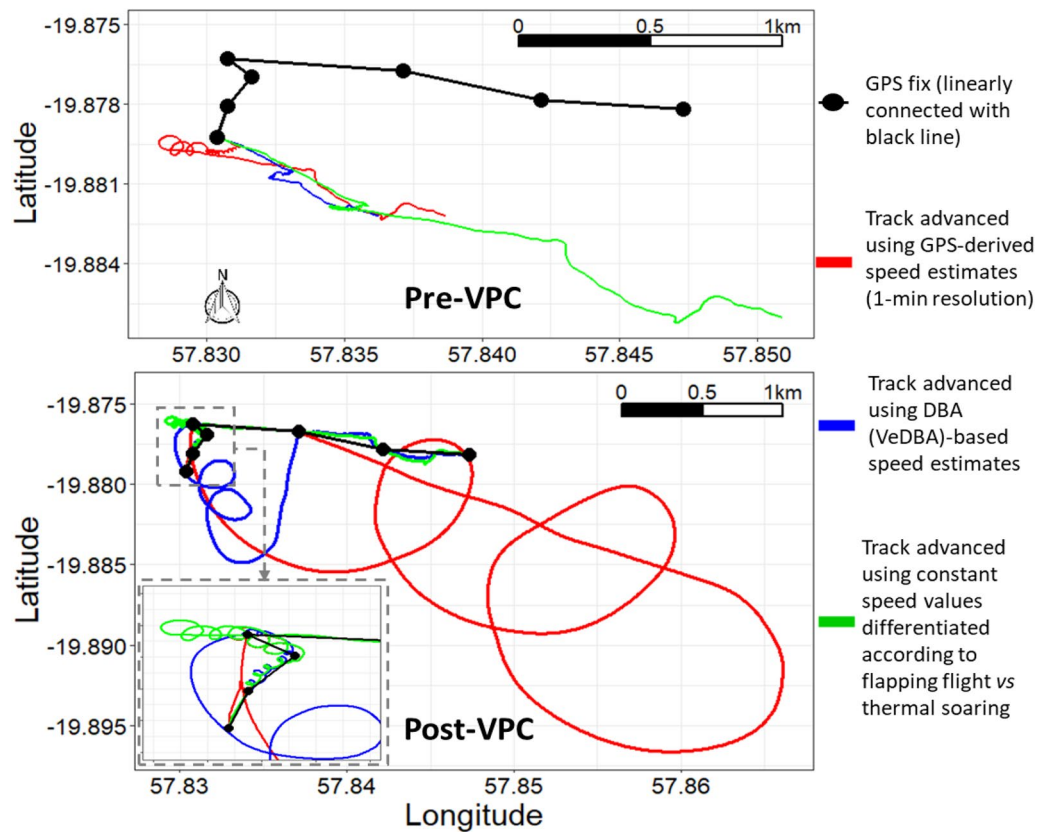 -19.875
-19.878
-19.881
-19.884
Latitude
0
0.5
1km
N
Pre-VPC
57.830
57.835
57.840
57.845
57.850
GPS fix (linearly
connected with
black line)
Track advanced
using GPS-derived
speed estimates
(1-min resolution)
Track advanced
using DBA
(VeDBA)-based
speed estimates
Track advanced
using constant
speed values
differentiated
according to
flapping flight vs
thermal soaring
-19.875
-19.880
-19.885
-19.890
-19.895
Latitude
0
0.5
1km
Post-VPC
57.83
57.84
57.85
57.86
Longitude